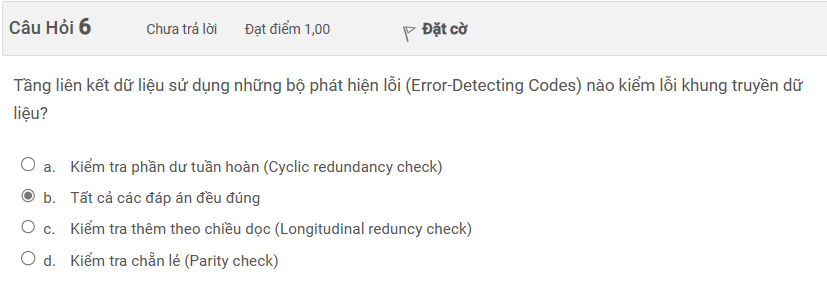 Câu Hỏi 6 Chưa trả lời Đạt điểm 1,00 Đặt cờ
Tầng liên kết dữ liệu sử dụng những bộ phát hiện lỗi (Error-Detecting Codes) nào kiểm lỗi khung truyền dữ
liệu?
a. Kiểm tra phần dư tuần hoàn (Cyclic redundancy check)
b. Tất cả các đáp án đều đúng
c. Kiểm tra thêm theo chiều dọc (Longitudinal reduncy check)
d. Kiểm tra chẵn lẻ (Parity check)